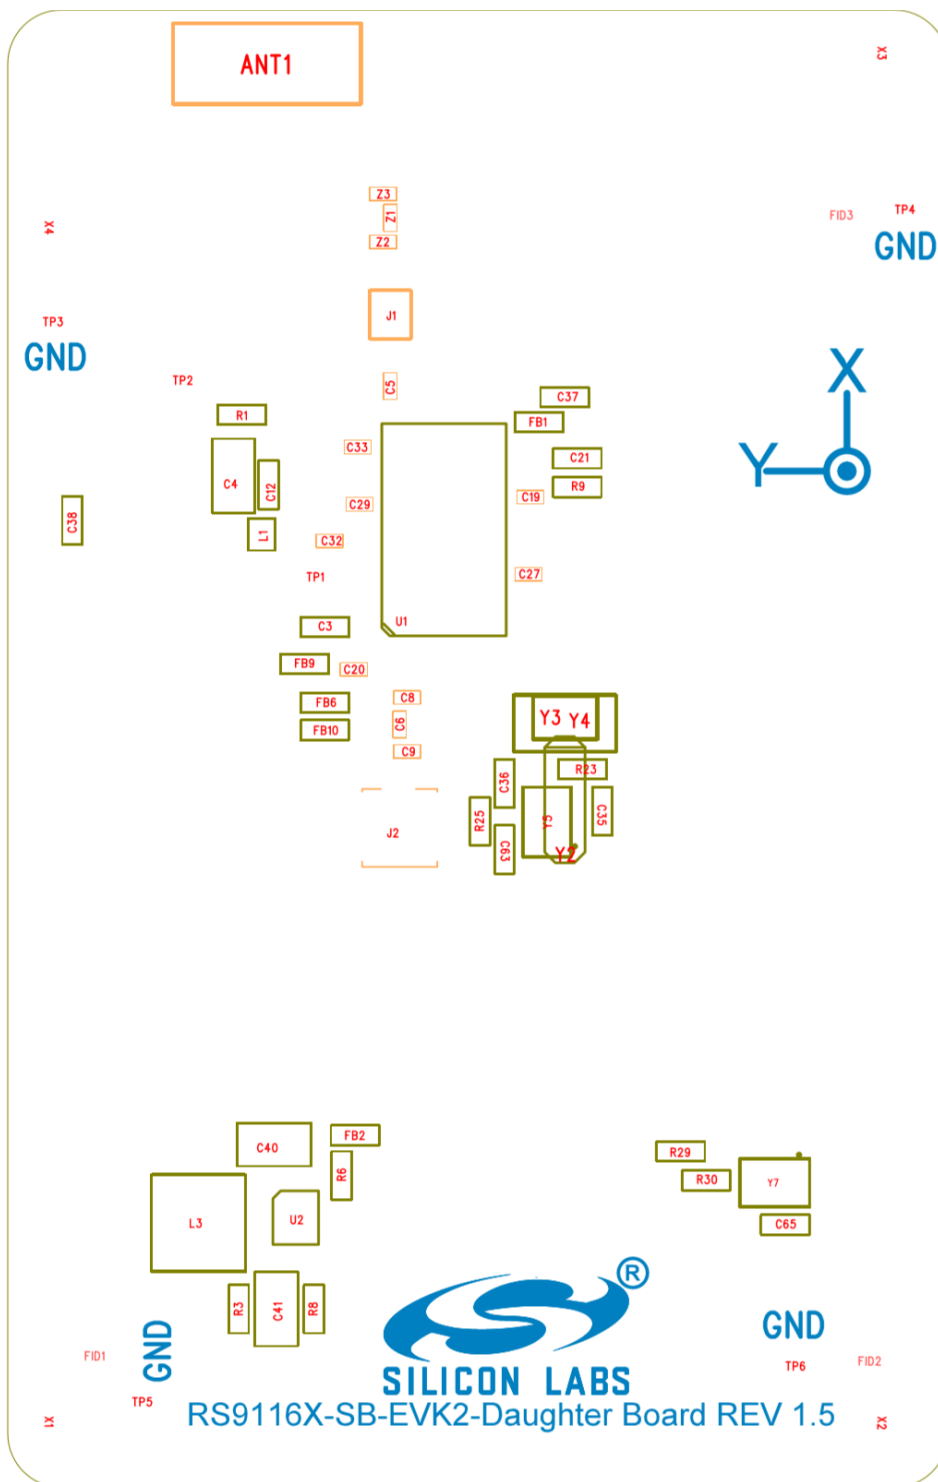 ANT1
X3
Z3
Z1
Z2
X4
FID3
TP4
GND
TP3
GND
J1
TP2
C5
X
R1
C37
FB1
C33
C21
Y
C4
C12
R9
C29
C19
C38
L1
C32
TP1
C27
U1
C3
FB9
C20
FB6
C8
FB10
C6
Y3
Y4
C9
R23
C36
J2
R25
Y5
C35
C63
Y2
C40
FB2
R29
R6
R30
Y7
L3
U2
C65
®
R3
C41
R8
GND
GND
FID1
SILICON LABS
TP6
FID2
TP5
X1
RS9116X-SB-EVK2-Daughter Board REV 1.5
X2